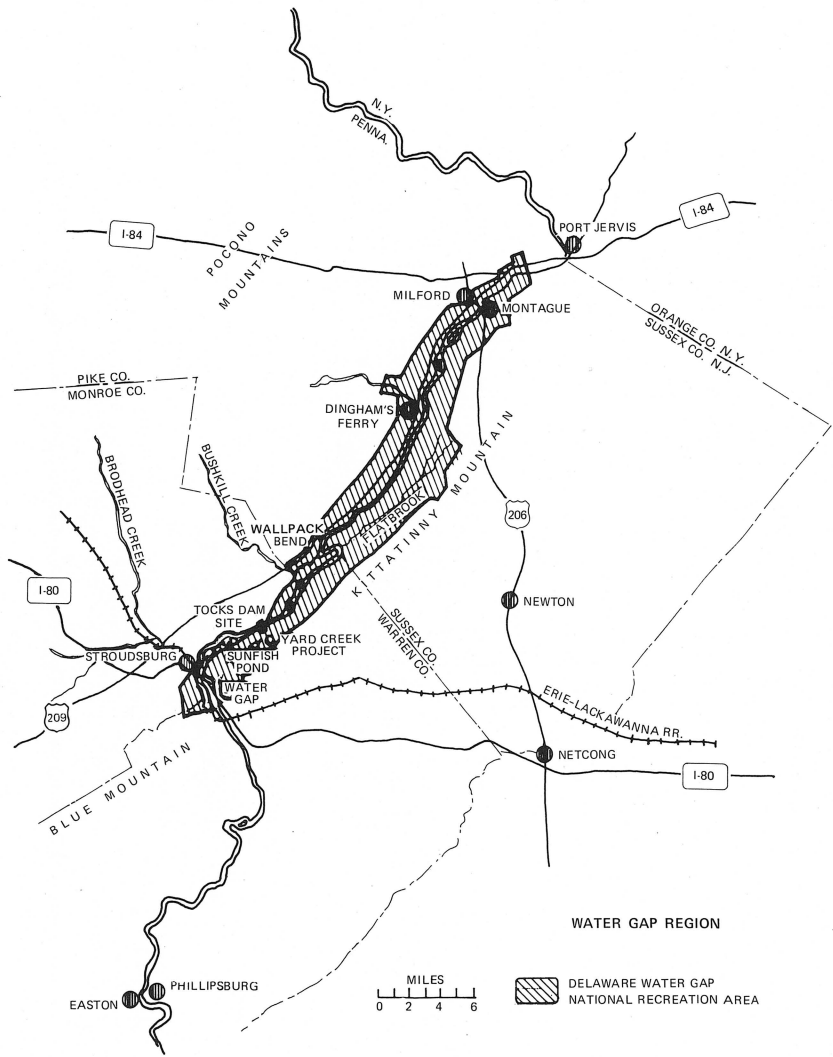 N.Y.
PENNA.
PORT JERVIS
I-84
I-84
POCONO
MOUNTAINS
MILFORD
MONTAGUE
ORANGE CO. N.Y.
SUSSEX CO. N.J.
PIKE CO.
MONROE CO.
DINGHAM'S
FERRY
BRODHEAD CREEK
BUSHKILL CREEK
WALLPACK
BEND
FLATBROOK
KITTATINNY MOUNTAIN
206
I-80
NEWTON
TOCKS DAM
SITE
YARD CREEK
PROJECT
SUSSEX CO.
WARREN CO.
STROUDSBURG
SUNFISH
POND
WATER
GAP
209
ERIE-LACKAWANNA RR.
BLUE MOUNTAIN
NETCONG
I-80
WATER GAP REGION
EASTON
PHILLIPSBURG
MILES
0 2 4 6
DELAWARE WATER GAP
NATIONAL RECREATION AREA